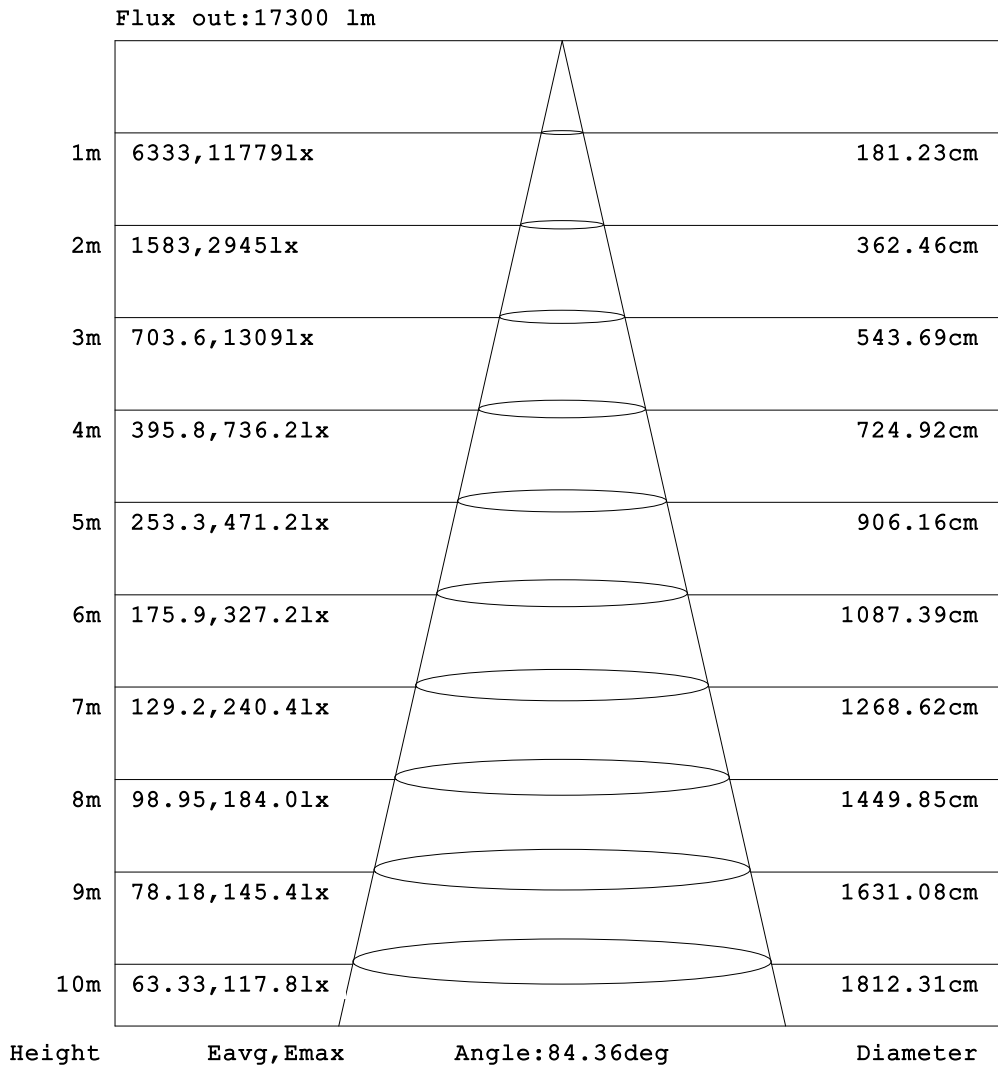 Flux out:17300 lm
1m 6333,11779lx 181.23cm
2m 1583,2945lx 362.46cm
3m 703.6,1309lx 543.69cm
4m 395.8,736.2lx 724.92cm
5m 253.3,471.2lx 906.16cm
6m 175.9,327.2lx 1087.39cm
7m 129.2,240.4lx 1268.62cm
8m 98.95,184.0lx 1449.85cm
9m 78.18,145.4lx 1631.08cm
10m 63.33,117.8lx 1812.31cm
Height Eavg,Emax Angle:84.36deg Diameter